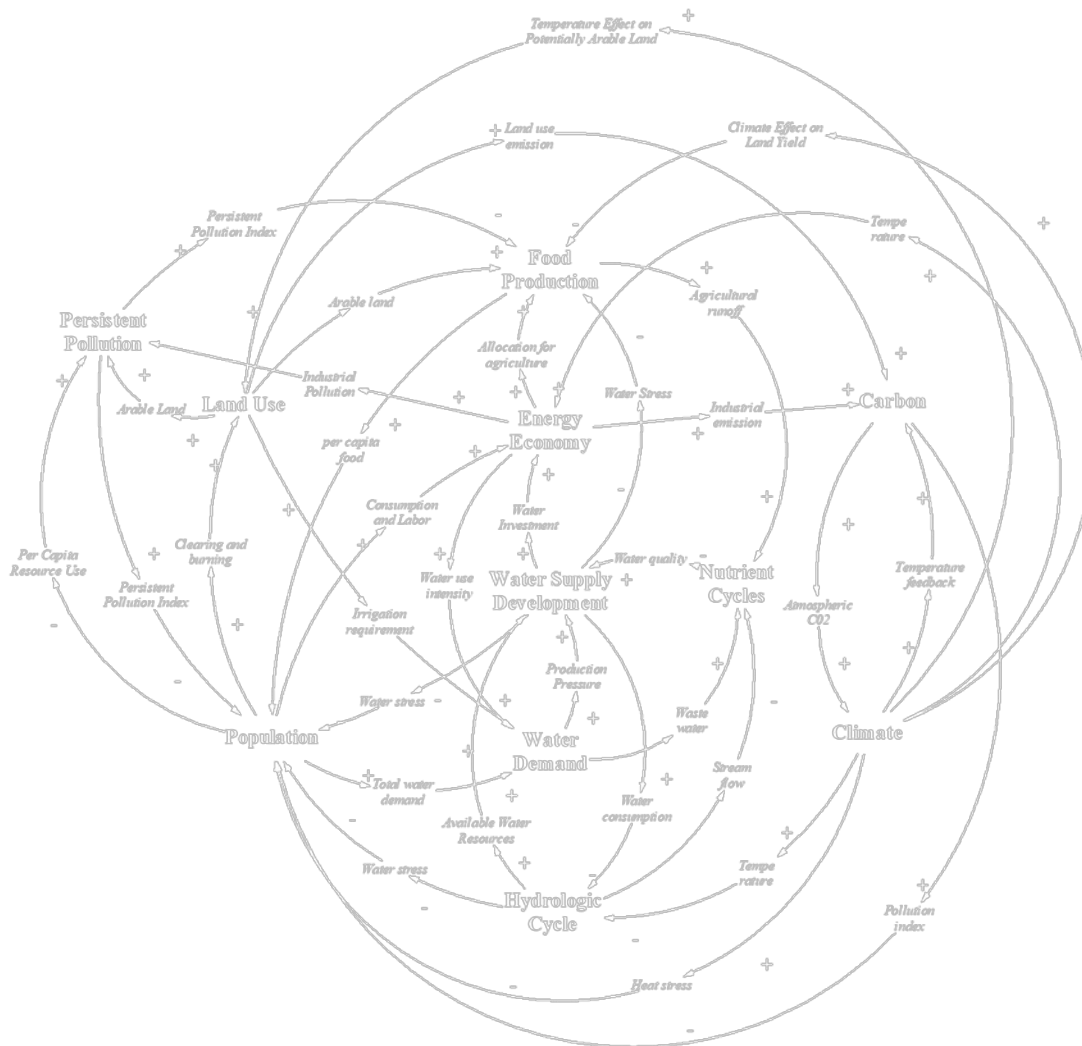 Temperature Effect on
Potentially Arable Land
+
+ Land use
emission
Climate Effect on
Land Yield
Persistent
Pollution Index
-
-
Tempe
rature
+
+
+
Food
Production
+
+
Arable land
Agricultural
runoff
Persistent
Pollution
+
+
-
Allocation for
agriculture
+
+
+
Industrial
Pollution
+
+
+
+
Water Stress
+
Arable Land
Land Use
Energy
Economy
Industrial
emission
Carbon
+
+
+
per capita
food
+
+
+
+
-
+
+
Consumption
and Labor
Water
Investment
+
+
Per Capita
Resource Use
+
Clearing and
burning
+
+
Water quality
-
Persistent
Pollution Index
Water use
intensity
Water Supply
Development
+
Nutrient
Cycles
Temperature
feedback
Atmospheric
C02
-
+
Irrigation
requirement
+
+
+
+
-
Production
Pressure
Water stress
-
+
-
Population
Water
Demand
+
Waste
water
Climate
+
+
Total water
demand
+
+
Stream
flow
-
Available Water
Resources
Water
consumption
+
Water stress
+
-
Tempe
rature
-
Hydrologic
Cycle
-
+
Pollution
index
-
+
-
Heat stress
-